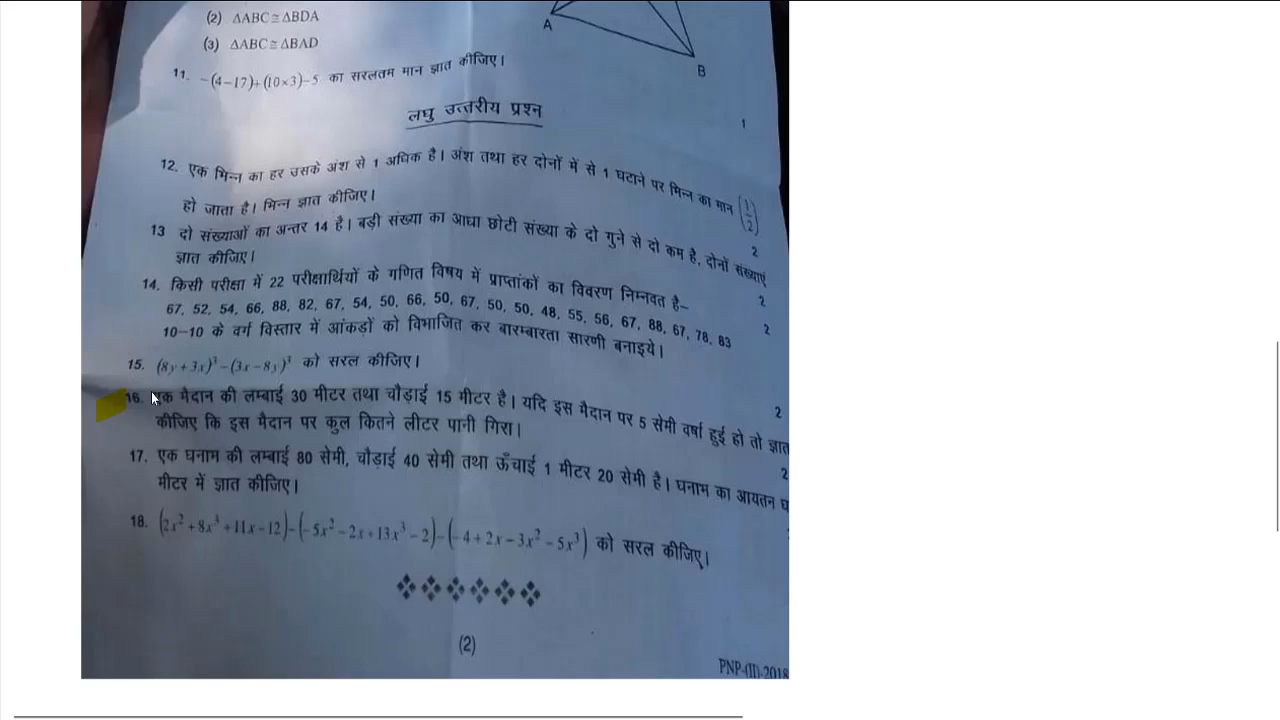 (2) ΔABC≅ΔBDA
A
(3) ΔABC≅ΔBAD
B
11. -(4-17)+(10×3)-5 का सरलतम मान ज्ञात कीजिए।
लघु उत्तरीय प्रश्न
1
12. एक भिन्न का हर उसके अंश से 1 अधिक है। अंश तथा हर दोनों में से 1 घटाने पर भिन्न का मान (1/2)
हो जाता है। भिन्न ज्ञात कीजिए।
2
13 दो संख्याओं का अन्तर 14 है। बड़ी संख्या का आधा छोटी संख्या के दो गुने से दो कम है, दोनों संख्याएं
ज्ञात कीजिए।
2
14. किसी परीक्षा में 22 परीक्षार्थियों के गणित विषय में प्राप्तांकों का विवरण निम्नवत है–
2
67, 52, 54, 66, 88, 82, 67, 54, 50, 66, 50, 67, 50, 50, 48, 55, 56, 67, 88, 67, 78, 83
10–10 के वर्ग विस्तार में आंकड़ों को विभाजित कर बारम्बारता सारणी बनाइये।
15. (8y+3x)³-(3x-8y)³ को सरल कीजिए।
2
16. एक मैदान की लम्बाई 30 मीटर तथा चौड़ाई 15 मीटर है। यदि इस मैदान पर 5 सेमी वर्षा हुई हो तो ज्ञात
कीजिए कि इस मैदान पर कुल कितने लीटर पानी गिरा।
2
17. एक घनाम की लम्बाई 80 सेमी, चौड़ाई 40 सेमी तथा ऊँचाई 1 मीटर 20 सेमी है। घनाम का आयतन घ
मीटर में ज्ञात कीजिए।
18. (2x²+8x³+11x-12)-(-5x²-2x+13x³-2)-(-4+2x-3x²-5x³) को सरल कीजिए।
(2)
PNP-(II)-2018